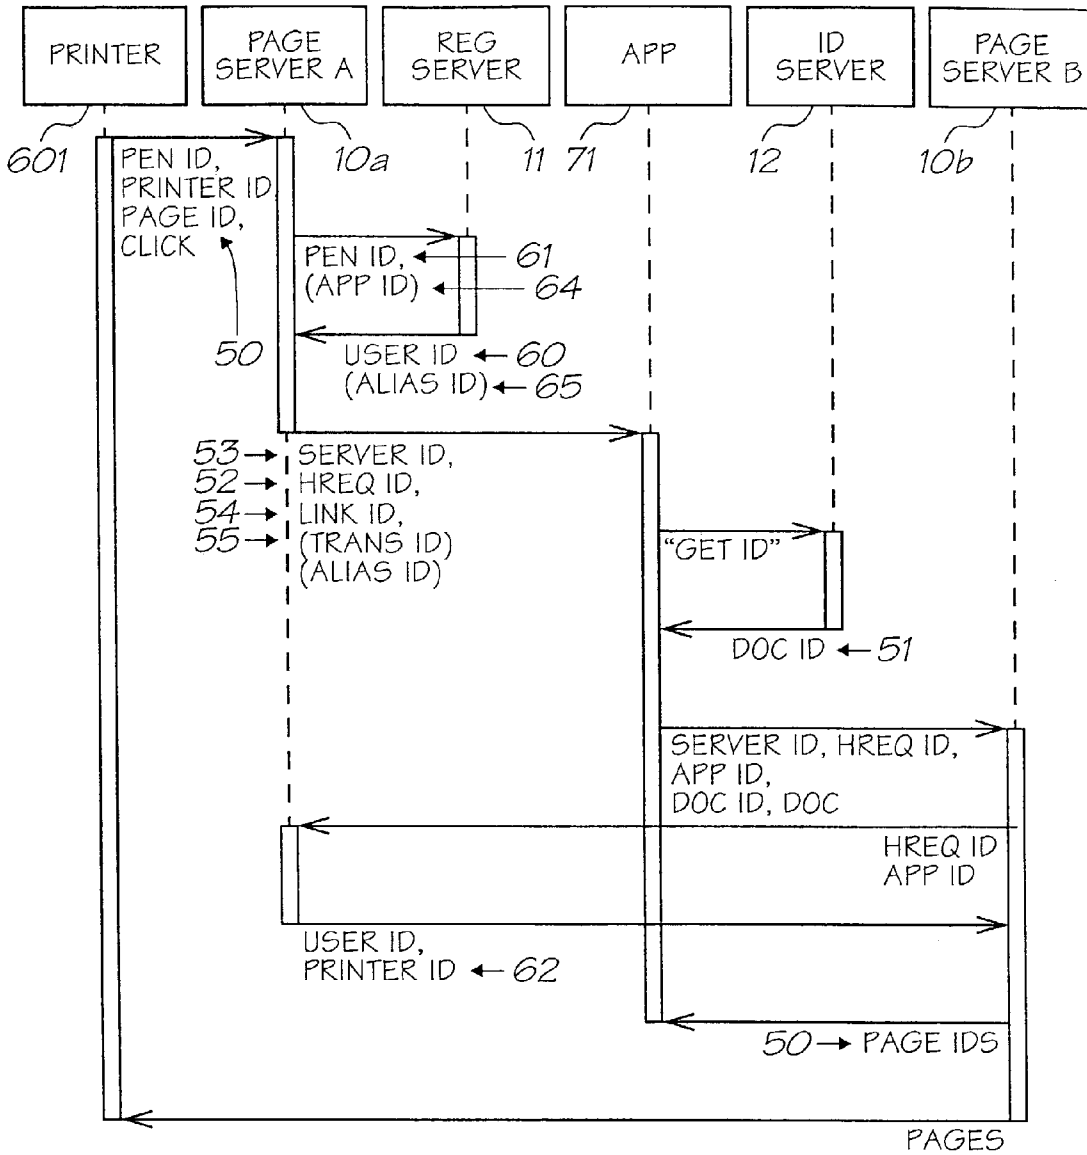 PRINTER
PAGE
SERVER A
REG
SERVER
APP
ID
SERVER
PAGE
SERVER B
601
10a
11
71
12
10b
PEN ID,
PRINTER ID
PAGE ID,
CLICK
50
PEN ID, ← 61
(APP ID) ← 64
USER ID ← 60
(ALIAS ID) ← 65
53 → SERVER ID,
52 → HREQ ID,
54 → LINK ID,
55 → (TRANS ID)
(ALIAS ID)
“GET ID”
DOC ID ← 51
SERVER ID, HREQ ID,
APP ID,
DOC ID, DOC
HREQ ID
APP ID
USER ID,
PRINTER ID ← 62
50 → PAGE IDS
PAGES